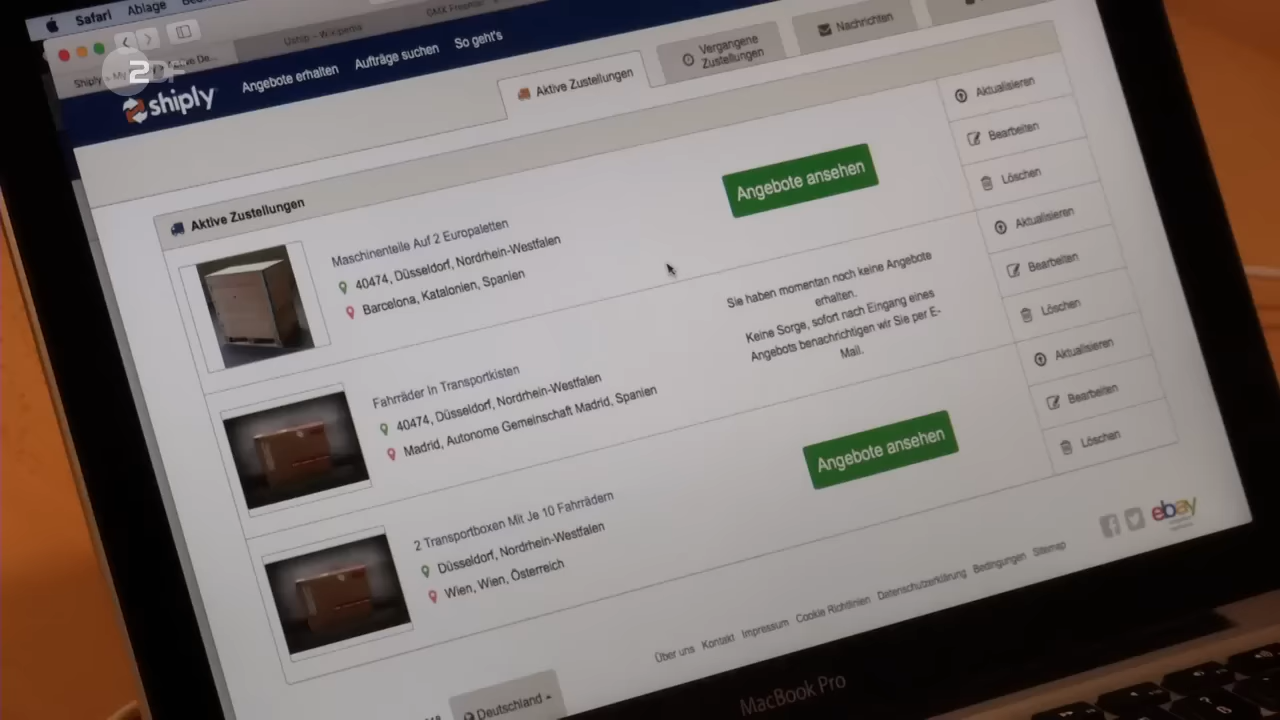 Safari Ablage
Uship – Wikipedia
Shiply
ZDF
shiply
Angebote erhalten Aufträge suchen So geht's
Aktive Zustellungen
Vergangene
Zustellungen
Nachrichten
Aktive Zustellungen
Maschinenteile Auf 2 Europaletten
40474, Düsseldorf, Nordrhein-Westfalen
Barcelona, Katalonien, Spanien
Angebote ansehen
Aktualisieren
Bearbeiten
Löschen
Fahrräder In Transportkisten
40474, Düsseldorf, Nordrhein-Westfalen
Madrid, Autonome Gemeinschaft Madrid, Spanien
Sie haben momentan noch keine Angebote
erhalten.
Keine Sorge, sofort nach Eingang eines
Angebots benachrichtigen wir Sie per E-
Mail.
Aktualisieren
Bearbeiten
Löschen
2 Transportboxen Mit Je 10 Fahrrädern
Düsseldorf, Nordrhein-Westfalen
Wien, Wien, Österreich
Angebote ansehen
Aktualisieren
Bearbeiten
Löschen
ebay
Über uns Kontakt Impressum Cookie Richtlinien Datenschutzerklärung Bedingungen Sitemap
Deutschland
MacBook Pro